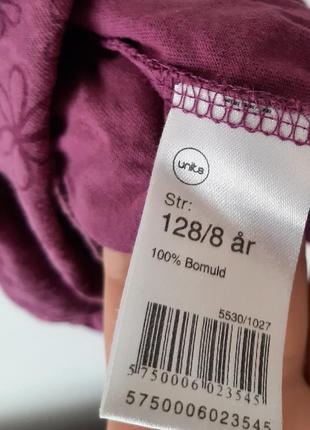 units
Str:
128/8 år
100% Bomuld
5530/1027
5 750006 023545
5750006023545